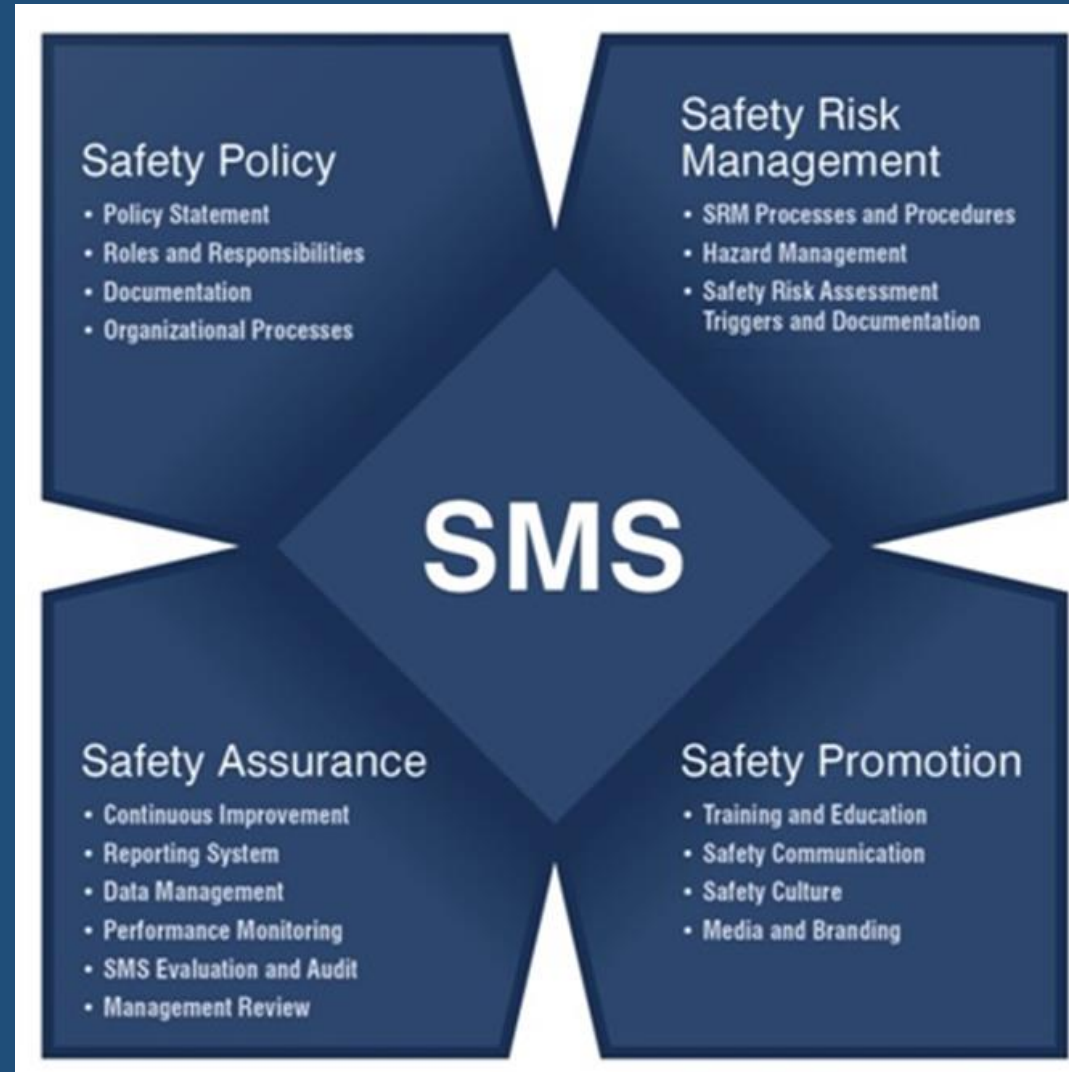 Safety Policy
• Policy Statement
• Roles and Responsibilities
• Documentation
• Organizational Processes
Safety Risk
Management
• SRM Processes and Procedures
• Hazard Management
• Safety Risk Assessment
Triggers and Documentation
SMS
Safety Assurance
• Continuous Improvement
• Reporting System
• Data Management
• Performance Monitoring
• SMS Evaluation and Audit
• Management Review
Safety Promotion
• Training and Education
• Safety Communication
• Safety Culture
• Media and Branding